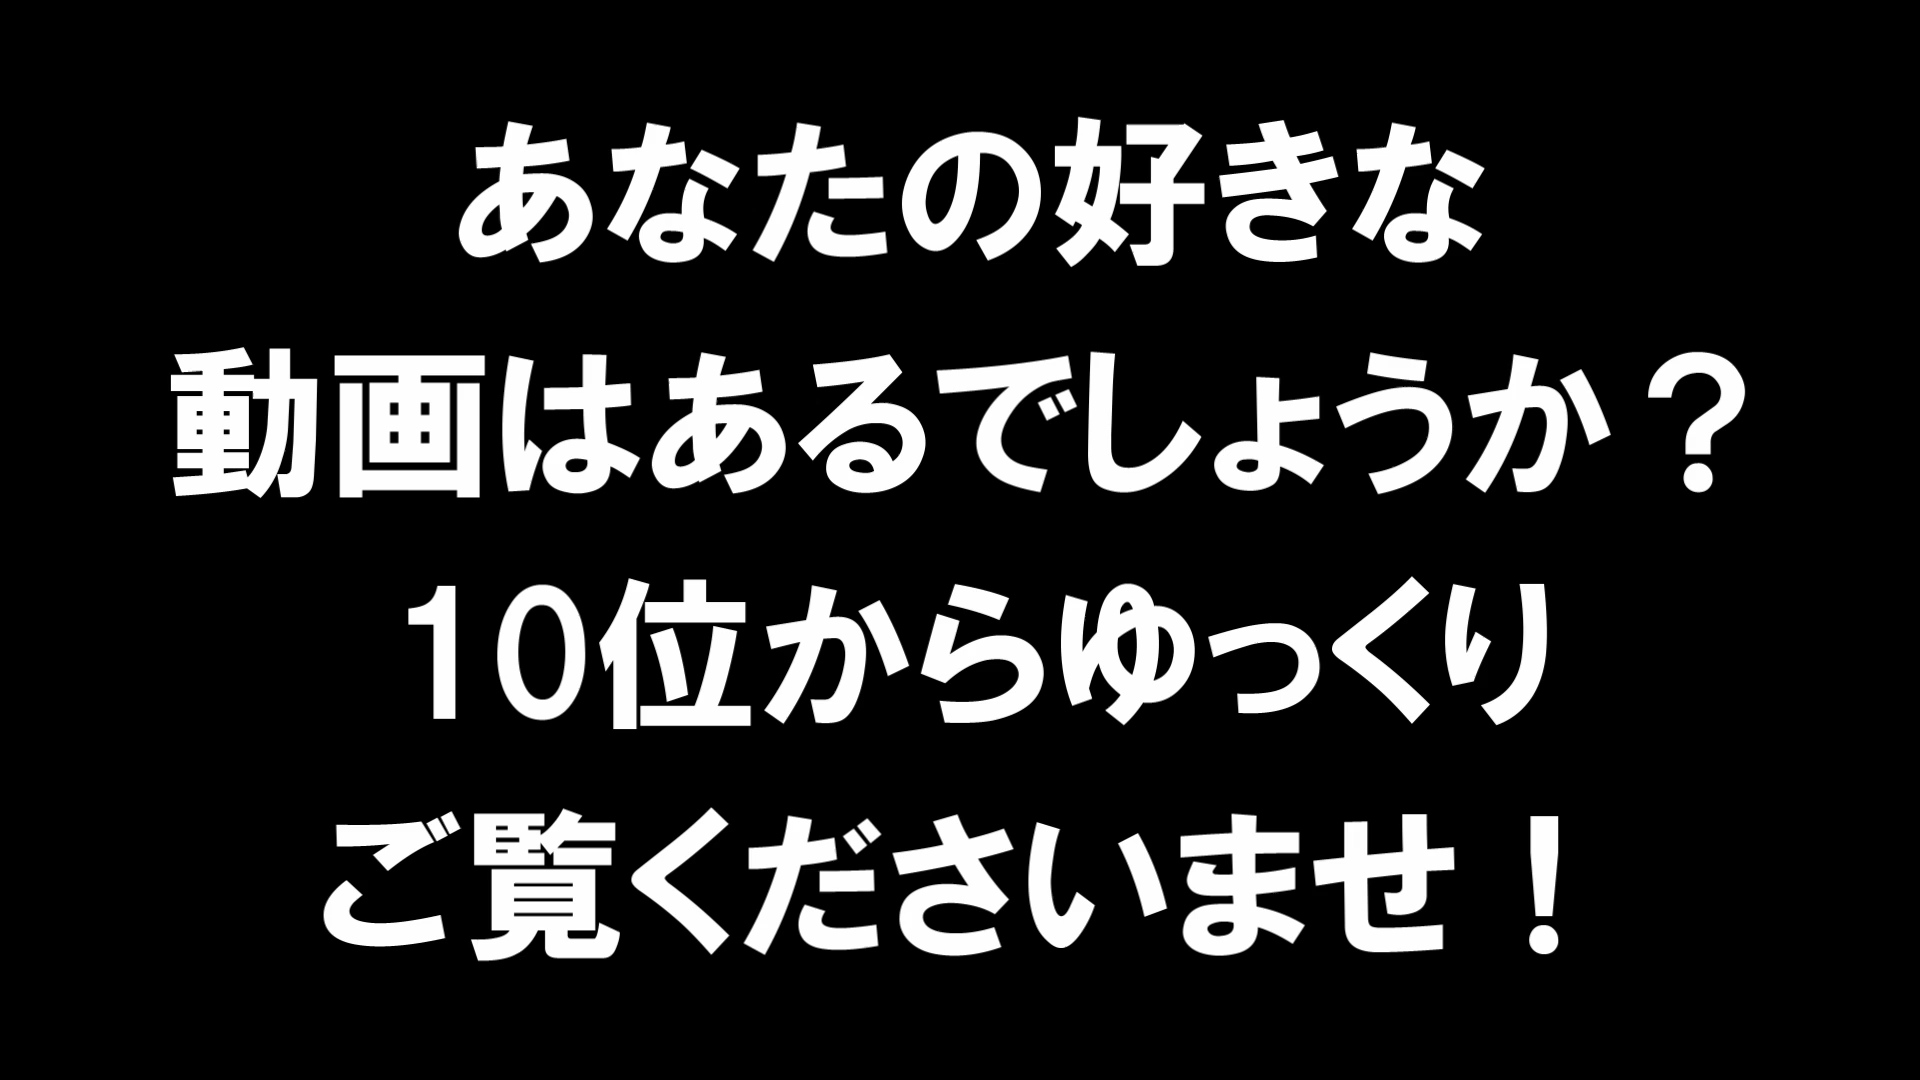 あなたの好きな
動画はあるでしょうか？
10位からゆっくり
ご覧くださいませ！